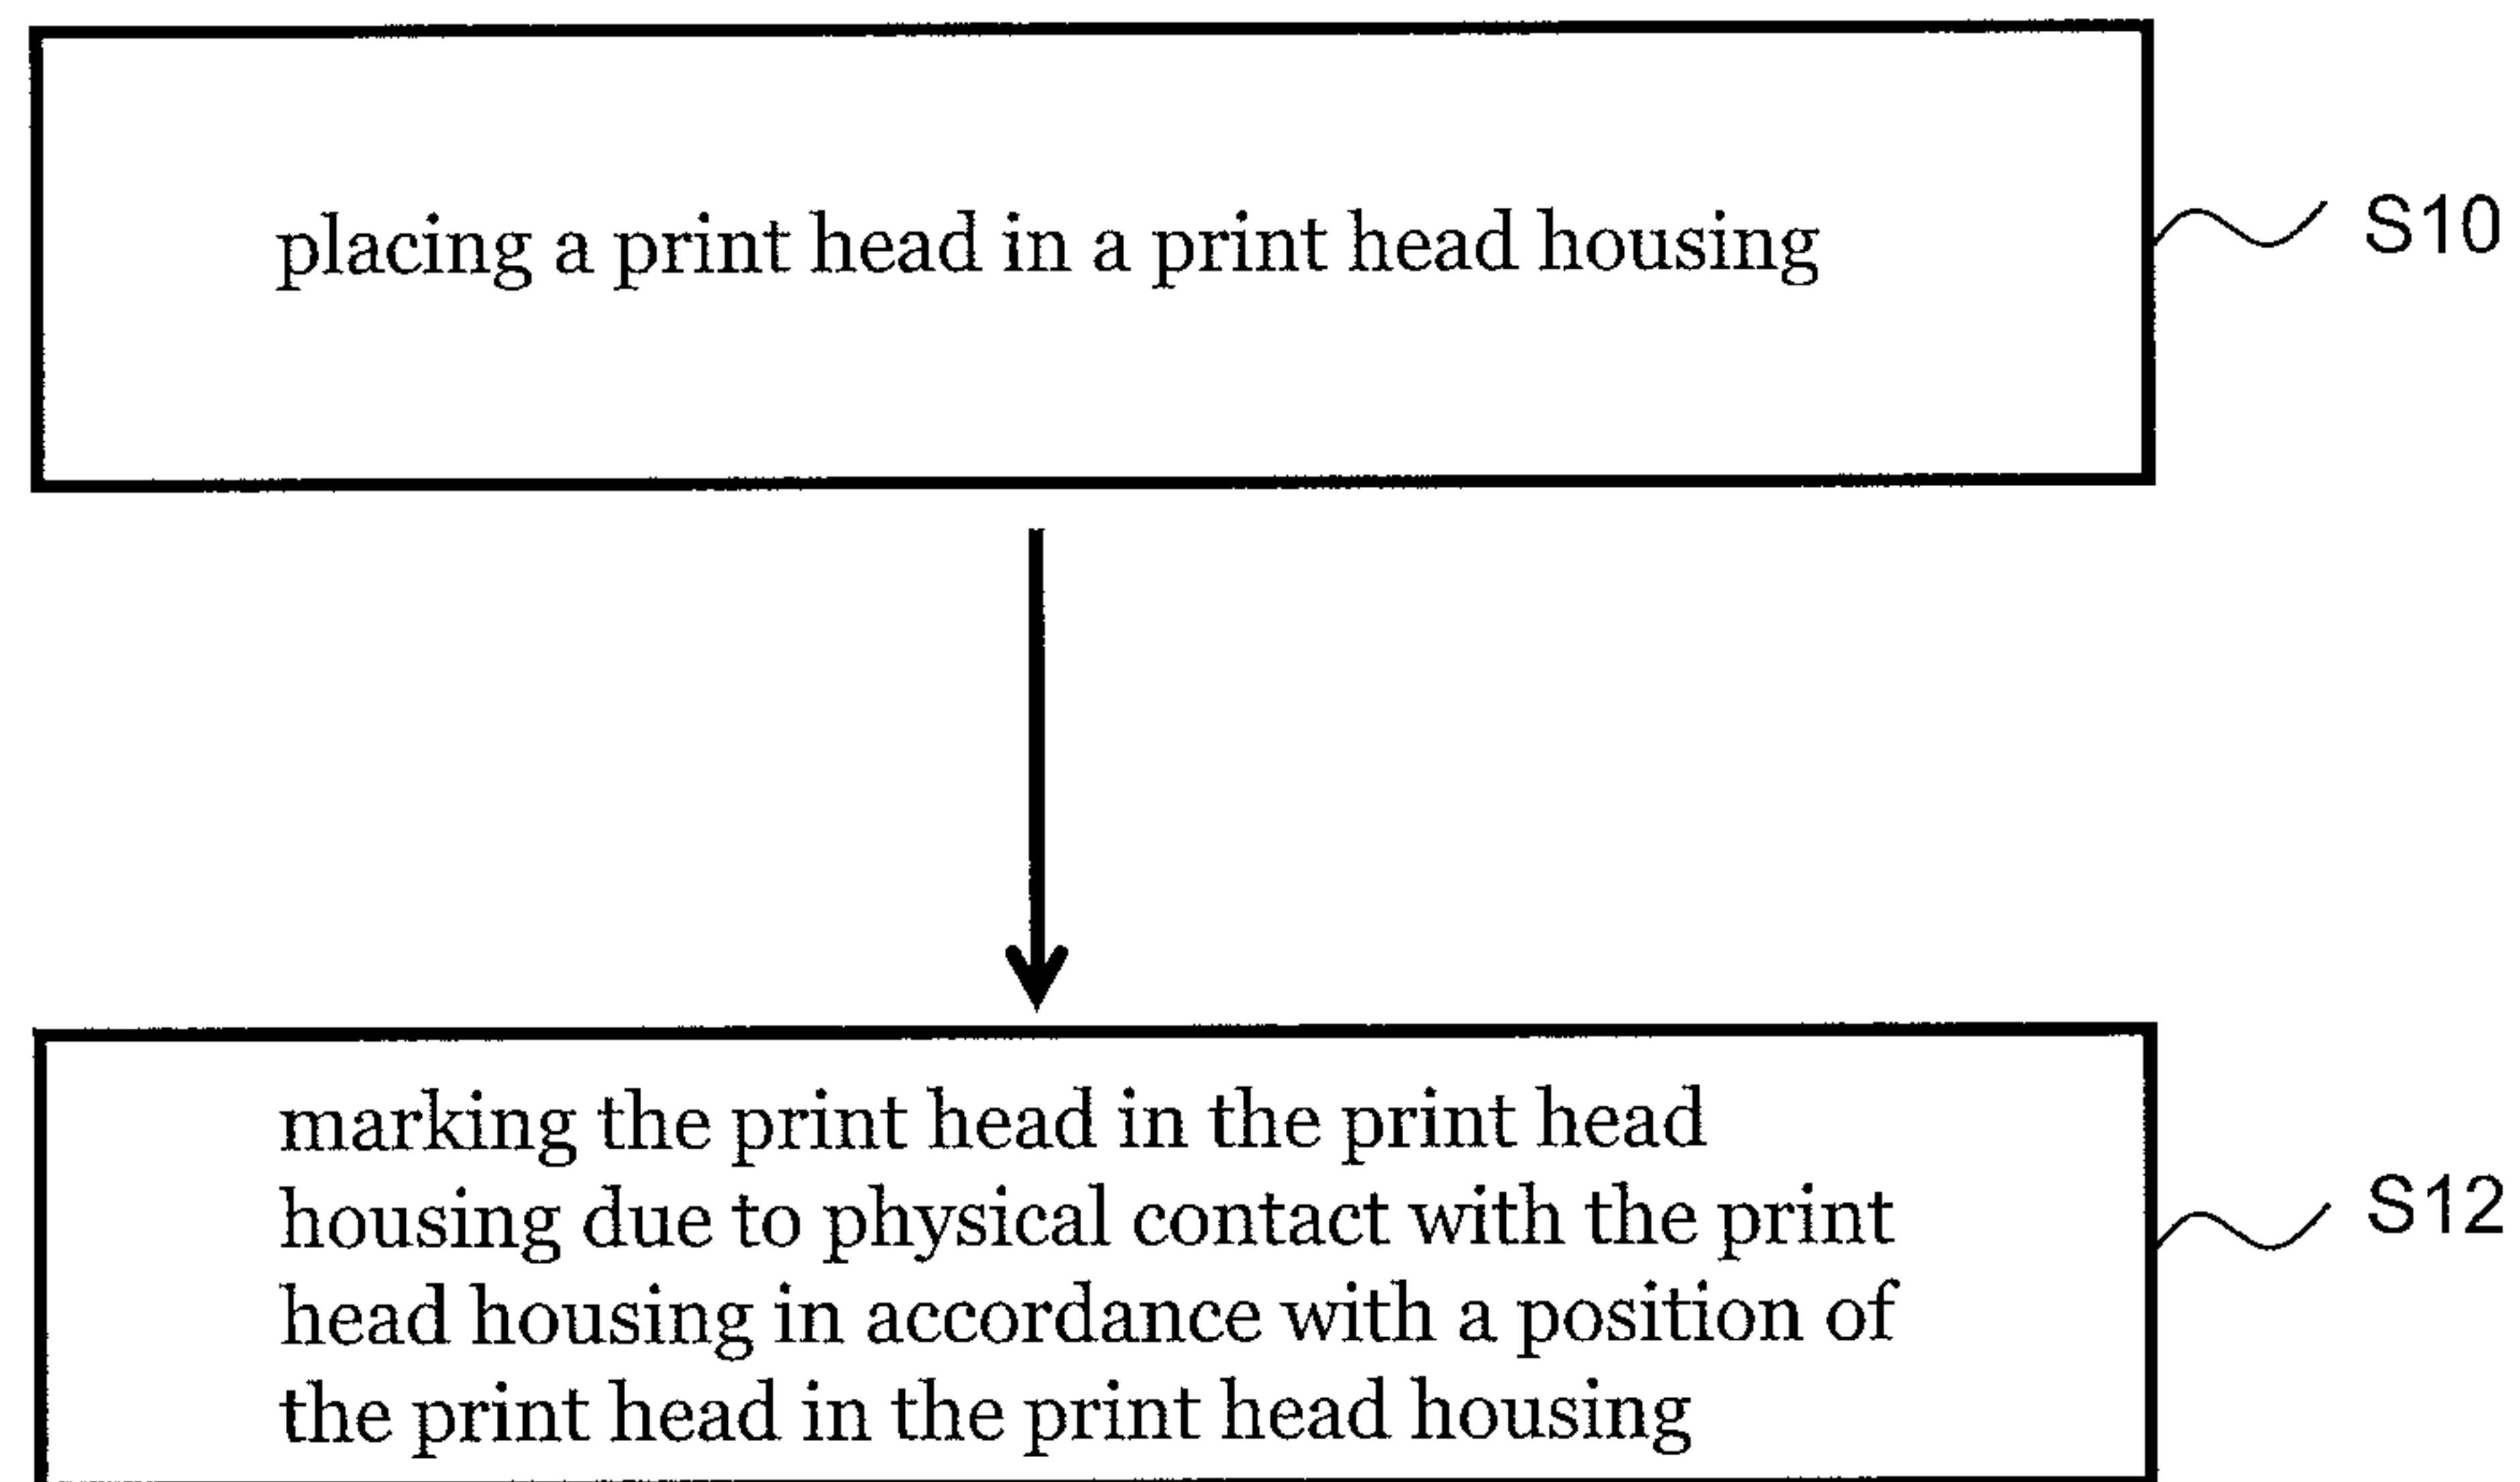 placing a print head in a print head housing
S10
marking the print head in the print head
housing due to physical contact with the print
head housing in accordance with a position of
the print head in the print head housing
S12